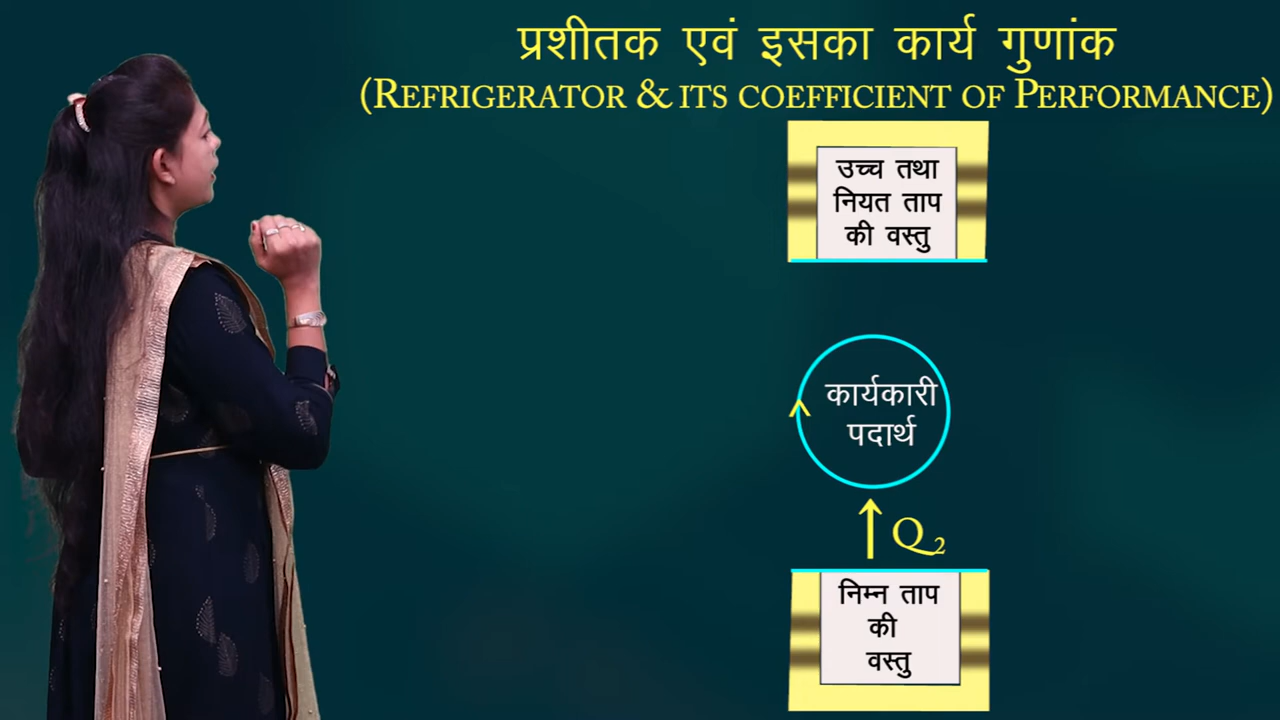 प्रशीतक एवं इसका कार्य गुणांक
(REFRIGERATOR & ITS COEFFICIENT OF PERFORMANCE)
उच्च तथा
नियत ताप
की वस्तु
कार्यकारी
पदार्थ
Q₂
निम्न ताप
की
वस्तु